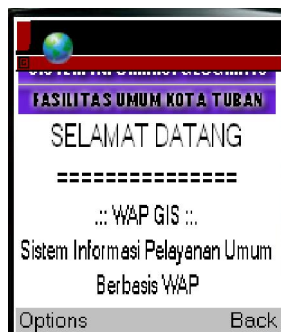 FASILITAS UMUM KOTA TUBAN
SELAMAT DATANG
===============
.:: WAP GIS ::.
Sistem Informasi Pelayanan Umum
Berbasis WAP
Options Back